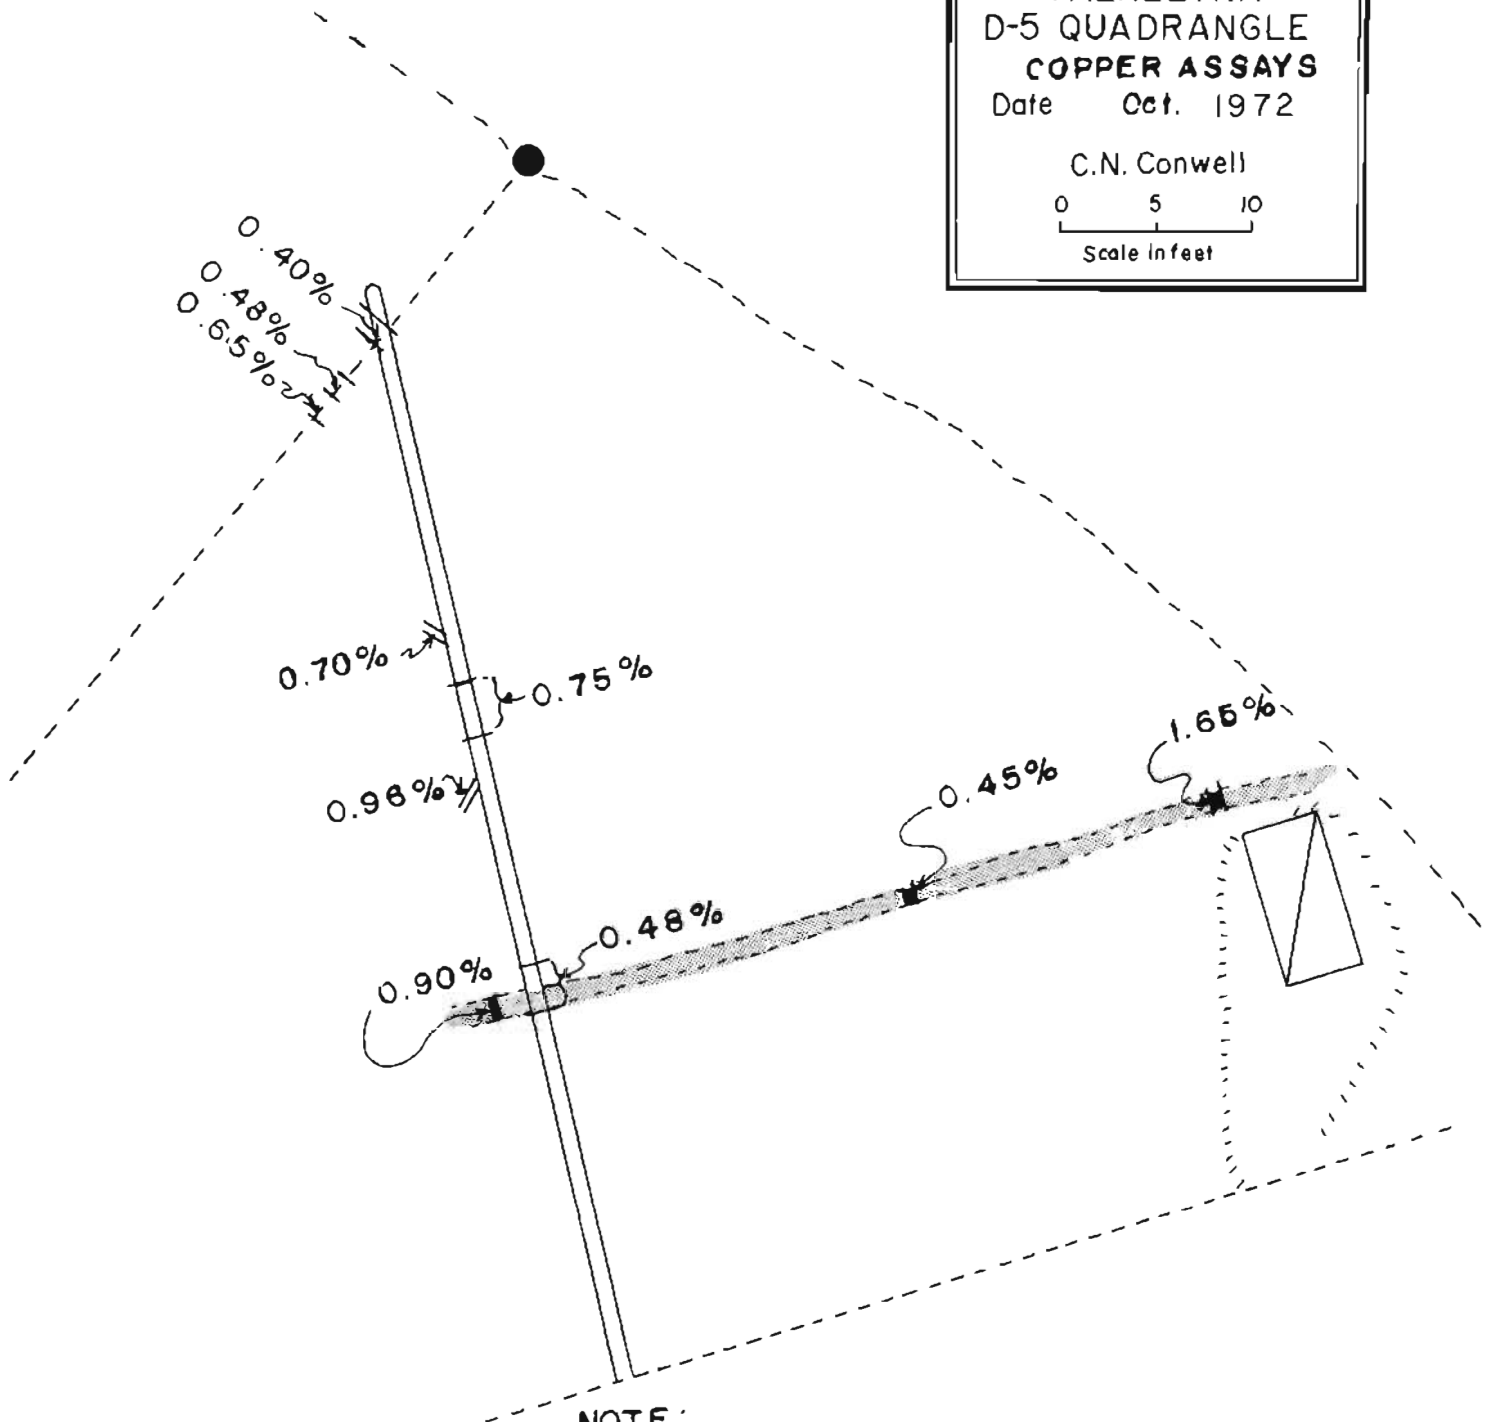 D-5 QUADRANGLE
COPPER ASSAYS
Date Oct. 1972
C.N. Conwell
0 5 10
Scale in feet
0.40%
0.48%
0.65%
0.70%
0.75%
1.65%
0.96%
0.45%
0.48%
0.90%
NOTE: